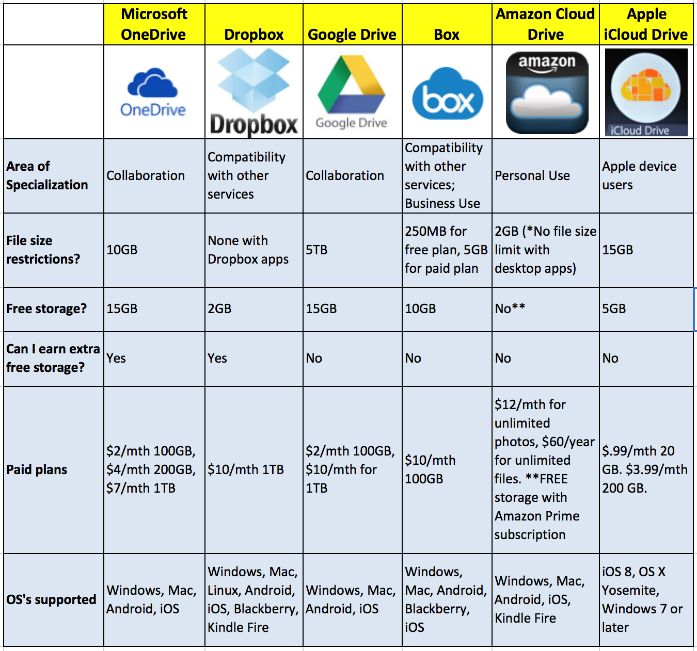 Microsoft OneDrive
Dropbox
Google Drive
Box
Amazon Cloud Drive
Apple iCloud Drive
OneDrive
Dropbox
Google Drive
box
amazon
iCloud Drive
Area of
Specialization
Collaboration
Compatibility
with other
services
Collaboration
Compatibility
with other
services;
Business Use
Personal Use
Apple device
users
File size
restrictions?
10GB
None with
Dropbox apps
5TB
250MB for
free plan, 5GB
for paid plan
2GB (*No file size
limit with
desktop apps)
15GB
Free storage?
15GB
2GB
15GB
10GB
No**
5GB
Can I earn extra
free storage?
Yes
Yes
No
No
No
No
Paid plans
$2/mth 100GB,
$4/mth 200GB,
$7/mth 1TB
$10/mth 1TB
$2/mth 100GB,
$10/mth for
1TB
$10/mth
100GB
$12/mth for
unlimited
photos, $60/year
for unlimited
files. **FREE
storage with
Amazon Prime
subscription
$.99/mth 20
GB. $3.99/mth
200 GB.
OS's supported
Windows, Mac,
Android, iOS
Windows, Mac,
Linux, Android,
iOS, Blackberry,
Kindle Fire
Windows, Mac,
Android, iOS
Windows,
Mac, Android,
Blackberry,
iOS
Windows, Mac,
Android, iOS,
Kindle Fire
iOS 8, OS X
Yosemite,
Windows 7 or
later